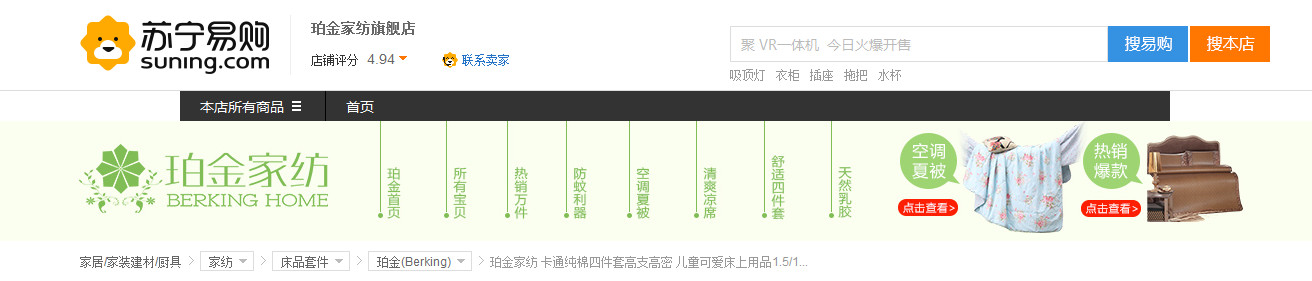 苏宁易购
suning.com
珀金家纺旗舰店
店铺评分 4.94 联系卖家
聚 VR一体机 今日火爆开售
搜易购 搜本店
吸顶灯 衣柜 插座 拖把 水杯
本店所有商品 首页
珀金家纺
BERKING HOME
珀金首页
所有宝贝
热销万件
防蚊利器
空调夏被
清爽凉席
舒适四件套
天然乳胶
空调
夏被
点击查看>
热销
爆款
点击查看>
家居/家装建材/厨具 家纺 床品套件 珀金(Berking) 珀金家纺 卡通纯棉四件套高支高密 儿童可爱床上用品1.5/1...